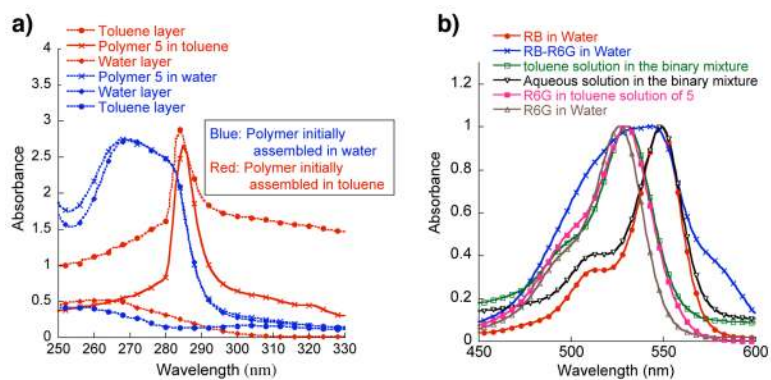 a)
Toluene layer
Polymer 5 in toluene
Water layer
Polymer 5 in water
Water layer
Toluene layer
Blue: Polymer initially
assembled in water
Red: Polymer initially
assembled in toluene
Absorbance
4
3.5
3
2.5
2
1.5
1
0.5
0
250 260 270 280 290 300 310 320 330
Wavelength (nm)
b)
RB in Water
RB-R6G in Water
toluene solution in the binary mixture
Aqueous solution in the binary mixture
R6G in toluene solution of 5
R6G in Water
Absorbance
1.2
1
0.8
0.6
0.4
0.2
0
450 500 550 600
Wavelength (nm)